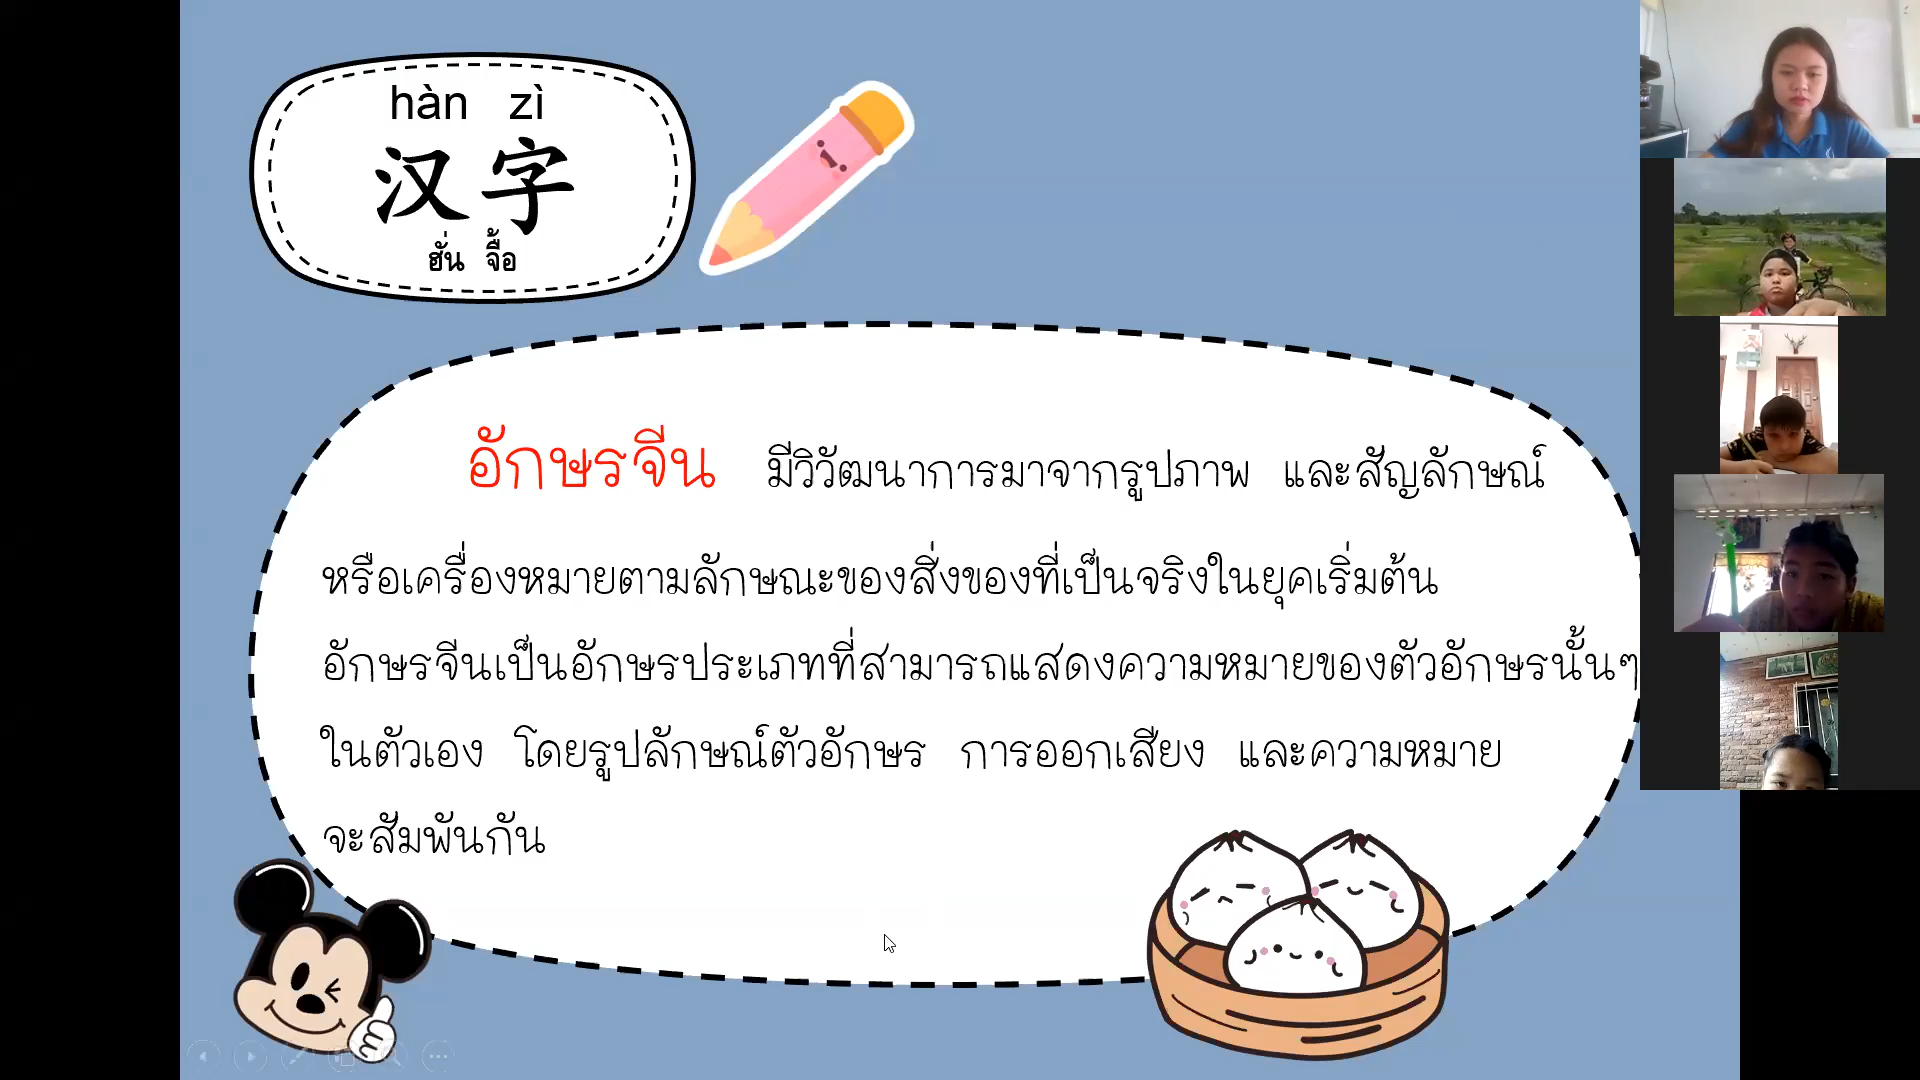 hàn zì
汉字
ฮั่น จื้อ
อักษรจีน มีวิวัฒนาการมาจากรูปภาพ และสัญลักษณ์
หรือเครื่องหมายตามลักษณะของสิ่งของที่เป็นจริงในยุคเริ่มต้น
อักษรจีนเป็นอักษรประเภทที่สามารถแสดงความหมายของตัวอักษรนั้นๆ
ในตัวเอง โดยรูปลักษณ์ตัวอักษร การออกเสียง และความหมาย
จะสัมพันกัน